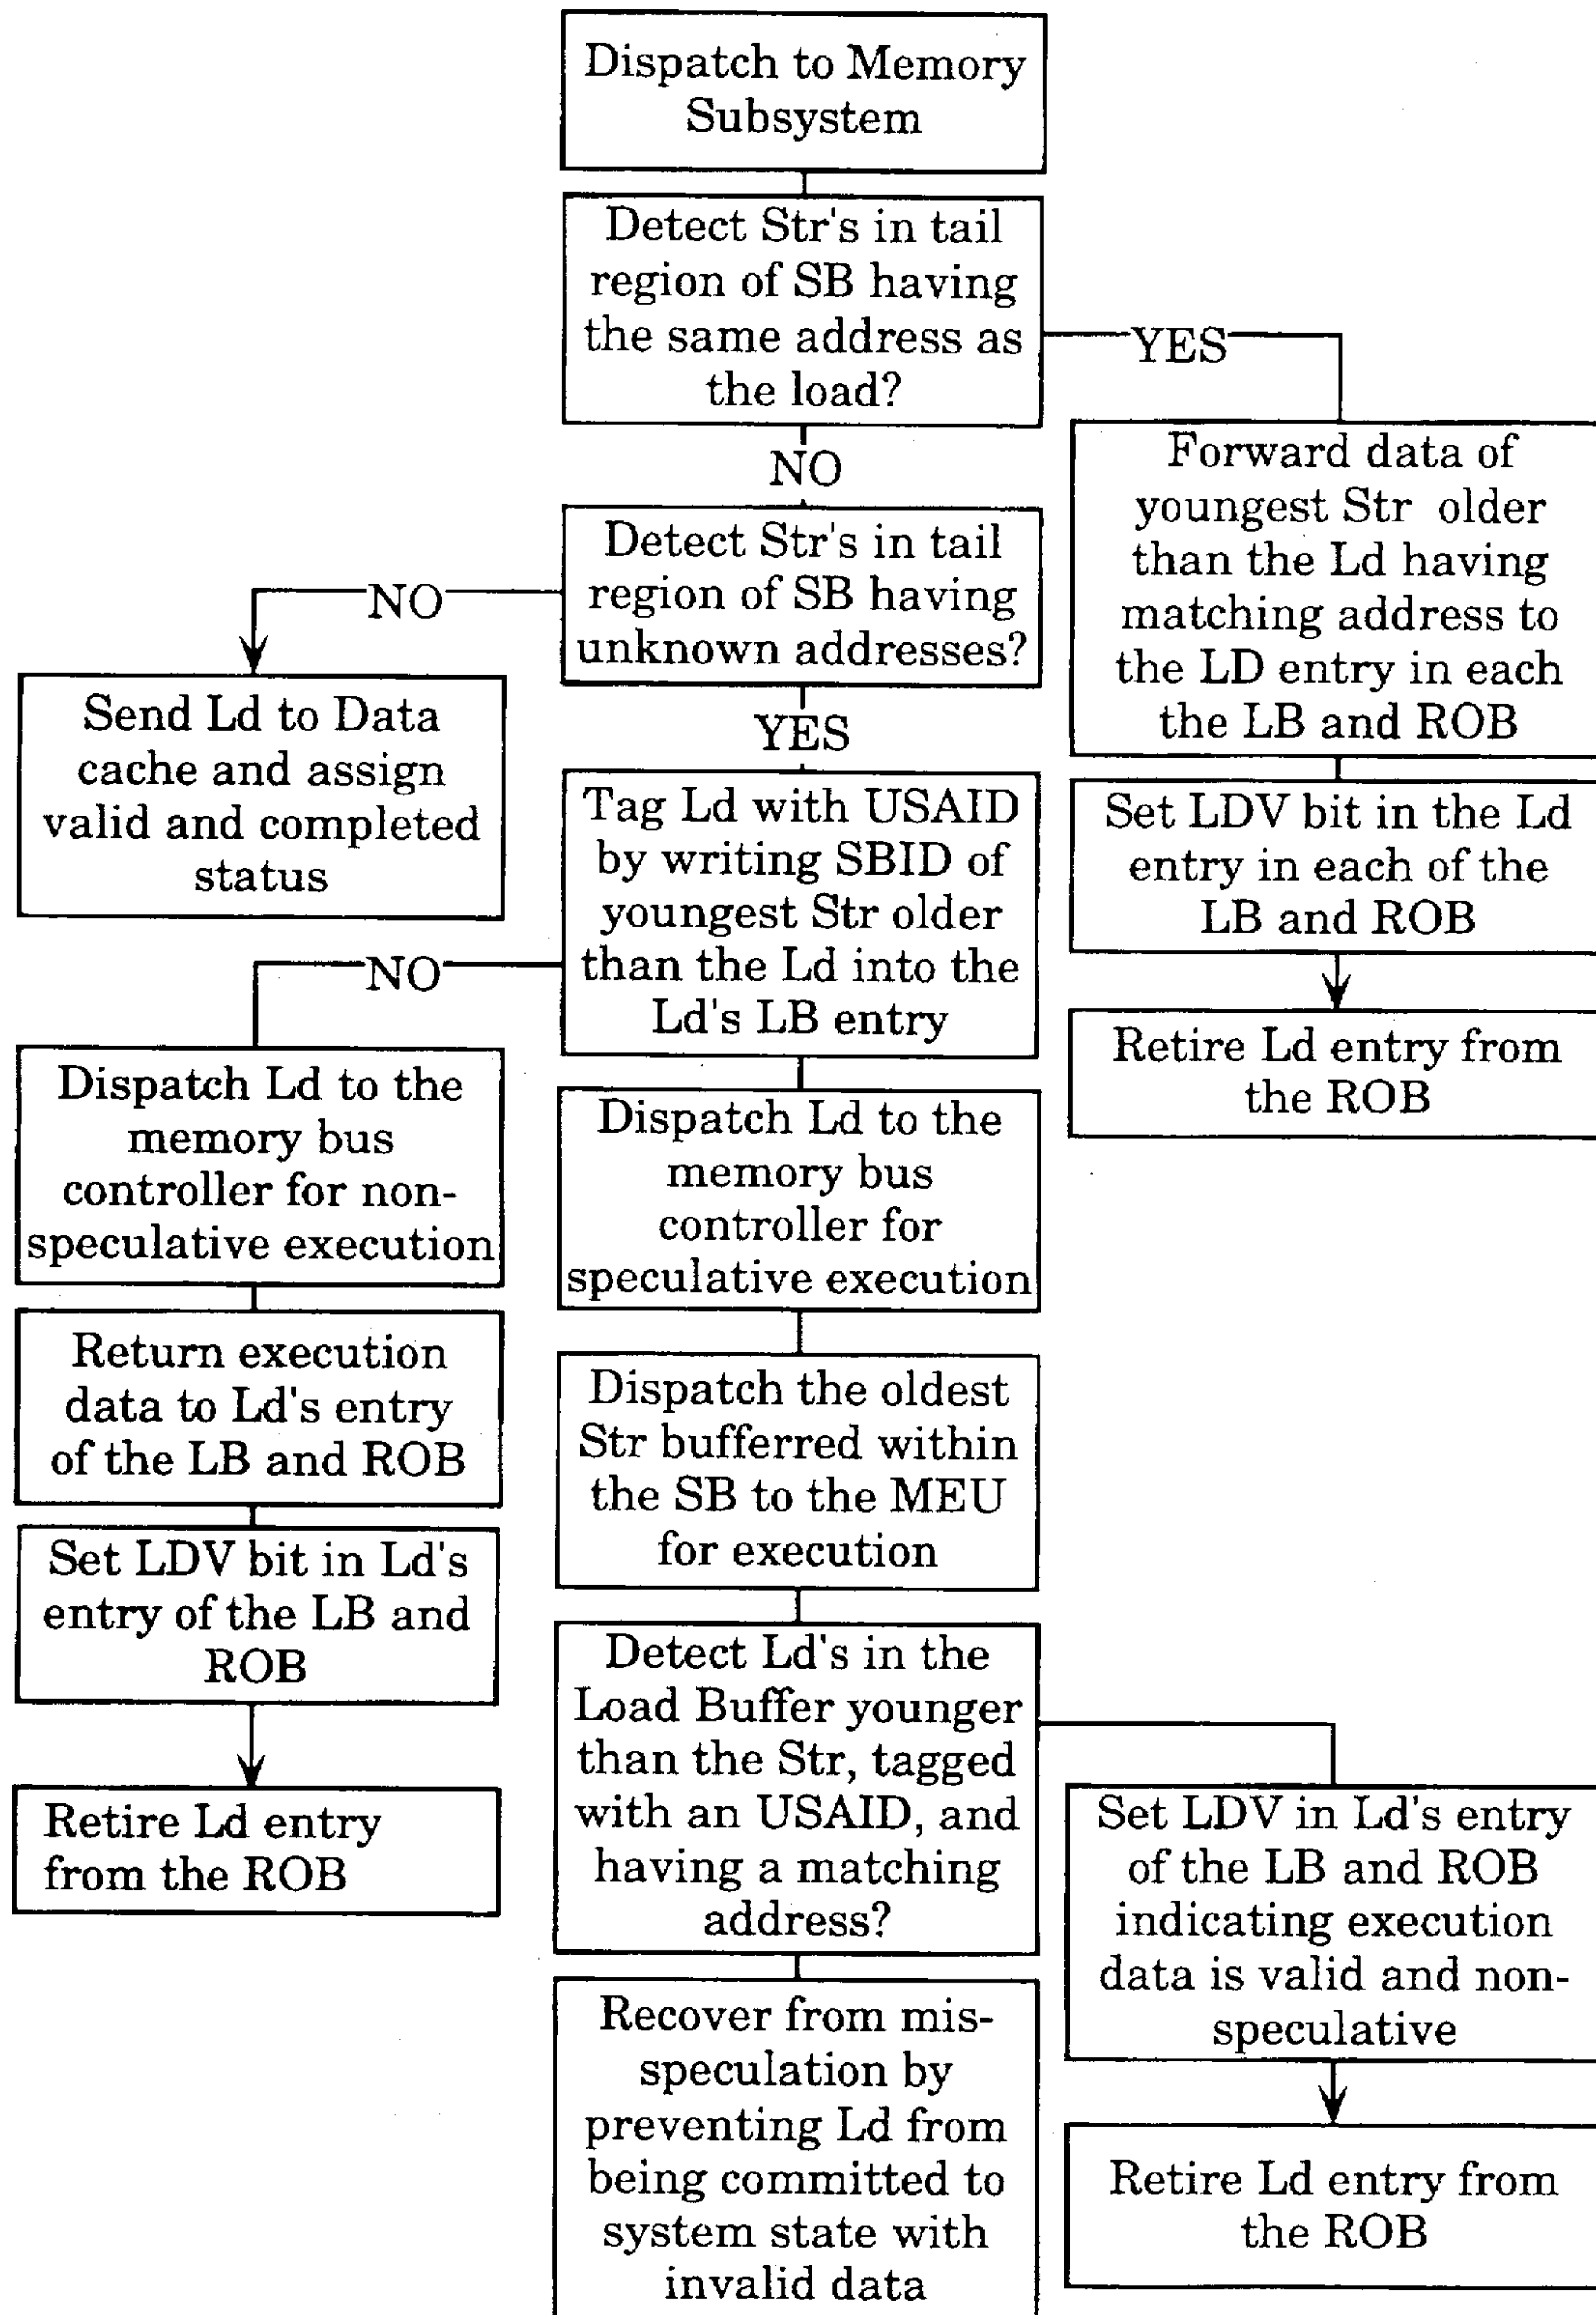 Dispatch to Memory
Subsystem
Detect Str's in tail
region of SB having
the same address as
the load?
YES
NO
Forward data of
youngest Str older
than the Ld having
matching address to
the LD entry in each
the LB and ROB
Detect Str's in tail
region of SB having
unknown addresses?
NO
Send Ld to Data
cache and assign
valid and completed
status
YES
Set LDV bit in the Ld
entry in each of the
LB and ROB
Tag Ld with USAID
by writing SBID of
youngest Str older
than the Ld into the
Ld's LB entry
NO
Retire Ld entry from
the ROB
Dispatch Ld to the
memory bus
controller for non-
speculative execution
Dispatch Ld to the
memory bus
controller for
speculative execution
Return execution
data to Ld's entry
of the LB and ROB
Dispatch the oldest
Str bufferred within
the SB to the MEU
for execution
Set LDV bit in Ld's
entry of the LB and
ROB
Detect Ld's in the
Load Buffer younger
than the Str, tagged
with an USAID, and
having a matching
address?
Retire Ld entry
from the ROB
Set LDV in Ld's entry
of the LB and ROB
indicating execution
data is valid and non-
speculative
Recover from mis-
speculation by
preventing Ld from
being committed to
system state with
invalid data
Retire Ld entry from
the ROB